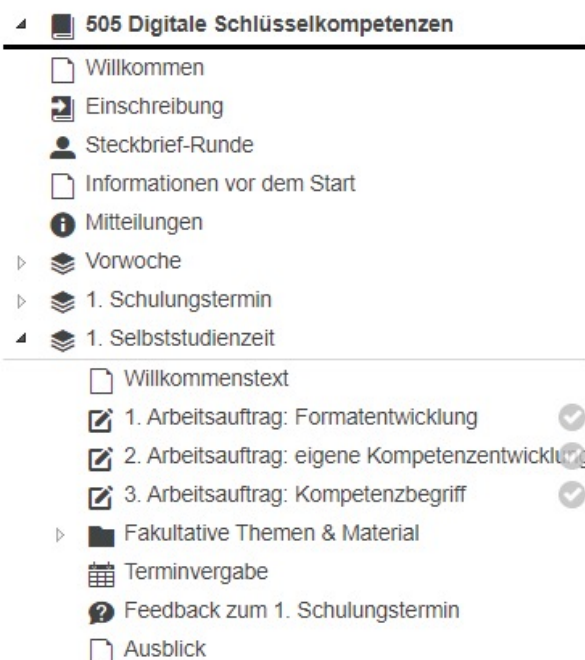 505 Digitale Schlüsselkompetenzen
Willkommen
Einschreibung
Steckbrief-Runde
Informationen vor dem Start
Mitteilungen
Vorwoche
1. Schulungstermin
1. Selbststudienzeit
Willkommenstext
1. Arbeitsauftrag: Formatentwicklung
2. Arbeitsauftrag: eigene Kompetenzentwicklung
3. Arbeitsauftrag: Kompetenzbegriff
Fakultative Themen & Material
Terminvergabe
Feedback zum 1. Schulungstermin
Ausblick